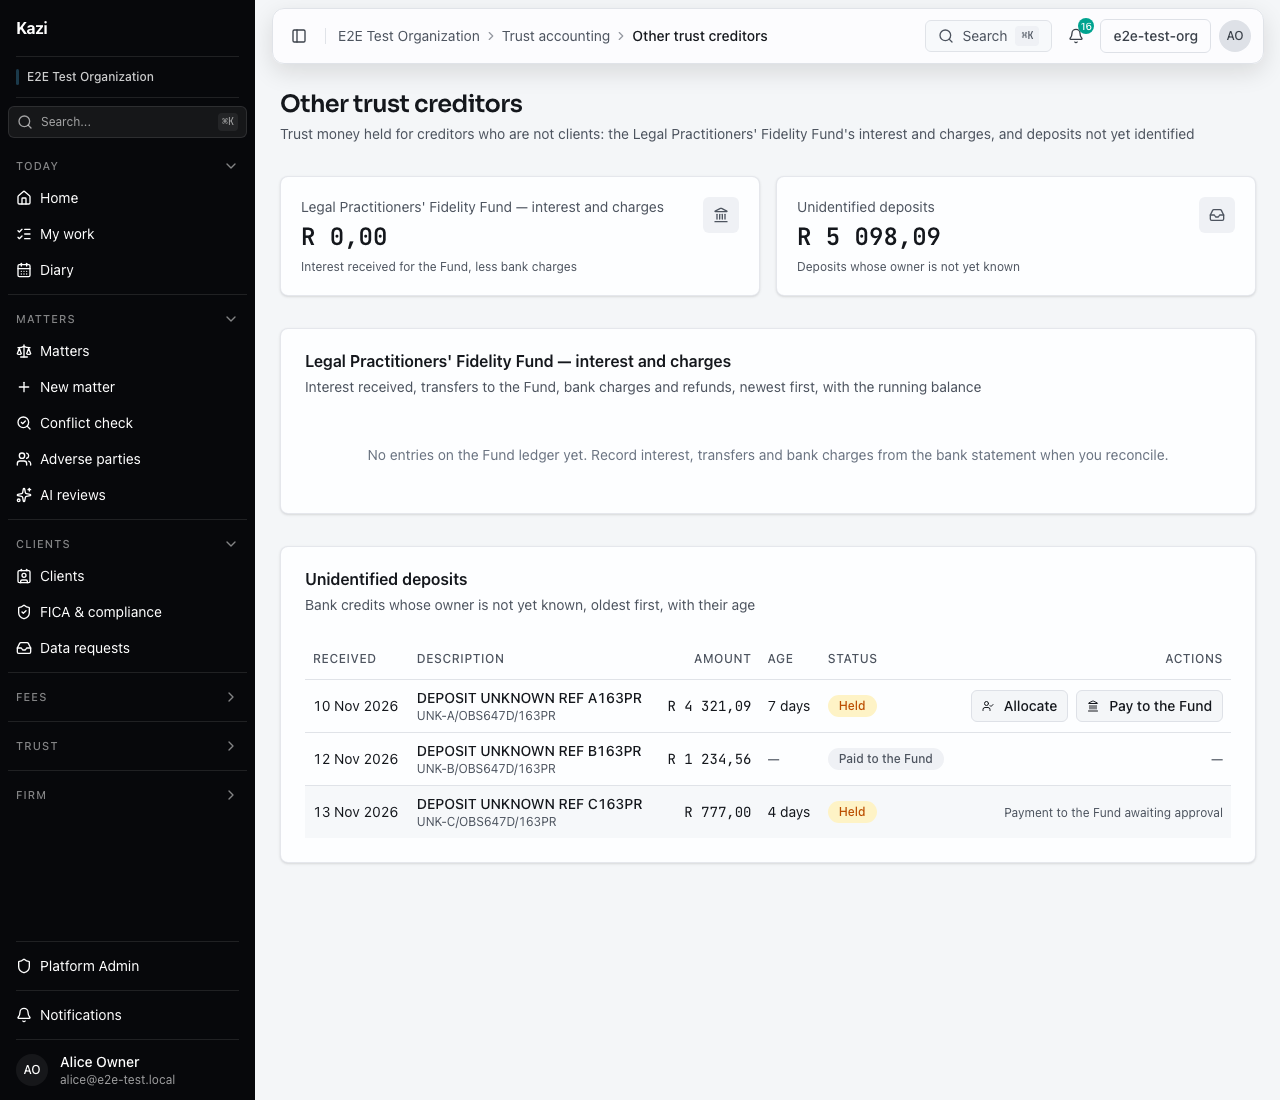 Kazi
E2E Test Organization
Search... ⌘K
TODAY
Home
My work
Diary
MATTERS
Matters
New matter
Conflict check
Adverse parties
AI reviews
CLIENTS
Clients
FICA & compliance
Data requests
FEES
TRUST
FIRM
Platform Admin
Notifications
AO
Alice Owner
alice@e2e-test.local
E2E Test Organization > Trust accounting > Other trust creditors
Search ⌘K
16
e2e-test-org
AO
Other trust creditors
Trust money held for creditors who are not clients: the Legal Practitioners' Fidelity Fund's interest and charges, and deposits not yet identified
Legal Practitioners' Fidelity Fund — interest and charges
R 0,00
Interest received for the Fund, less bank charges
Unidentified deposits
R 5 098,09
Deposits whose owner is not yet known
Legal Practitioners' Fidelity Fund — interest and charges
Interest received, transfers to the Fund, bank charges and refunds, newest first, with the running balance
No entries on the Fund ledger yet. Record interest, transfers and bank charges from the bank statement when you reconcile.
Unidentified deposits
Bank credits whose owner is not yet known, oldest first, with their age
RECEIVED DESCRIPTION AMOUNT AGE STATUS ACTIONS
10 Nov 2026 DEPOSIT UNKNOWN REF A163PR R 4 321,09 7 days Held Allocate Pay to the Fund
UNK-A/OBS647D/163PR
12 Nov 2026 DEPOSIT UNKNOWN REF B163PR R 1 234,56 — Paid to the Fund —
UNK-B/OBS647D/163PR
13 Nov 2026 DEPOSIT UNKNOWN REF C163PR R 777,00 4 days Held Payment to the Fund awaiting approval
UNK-C/OBS647D/163PR